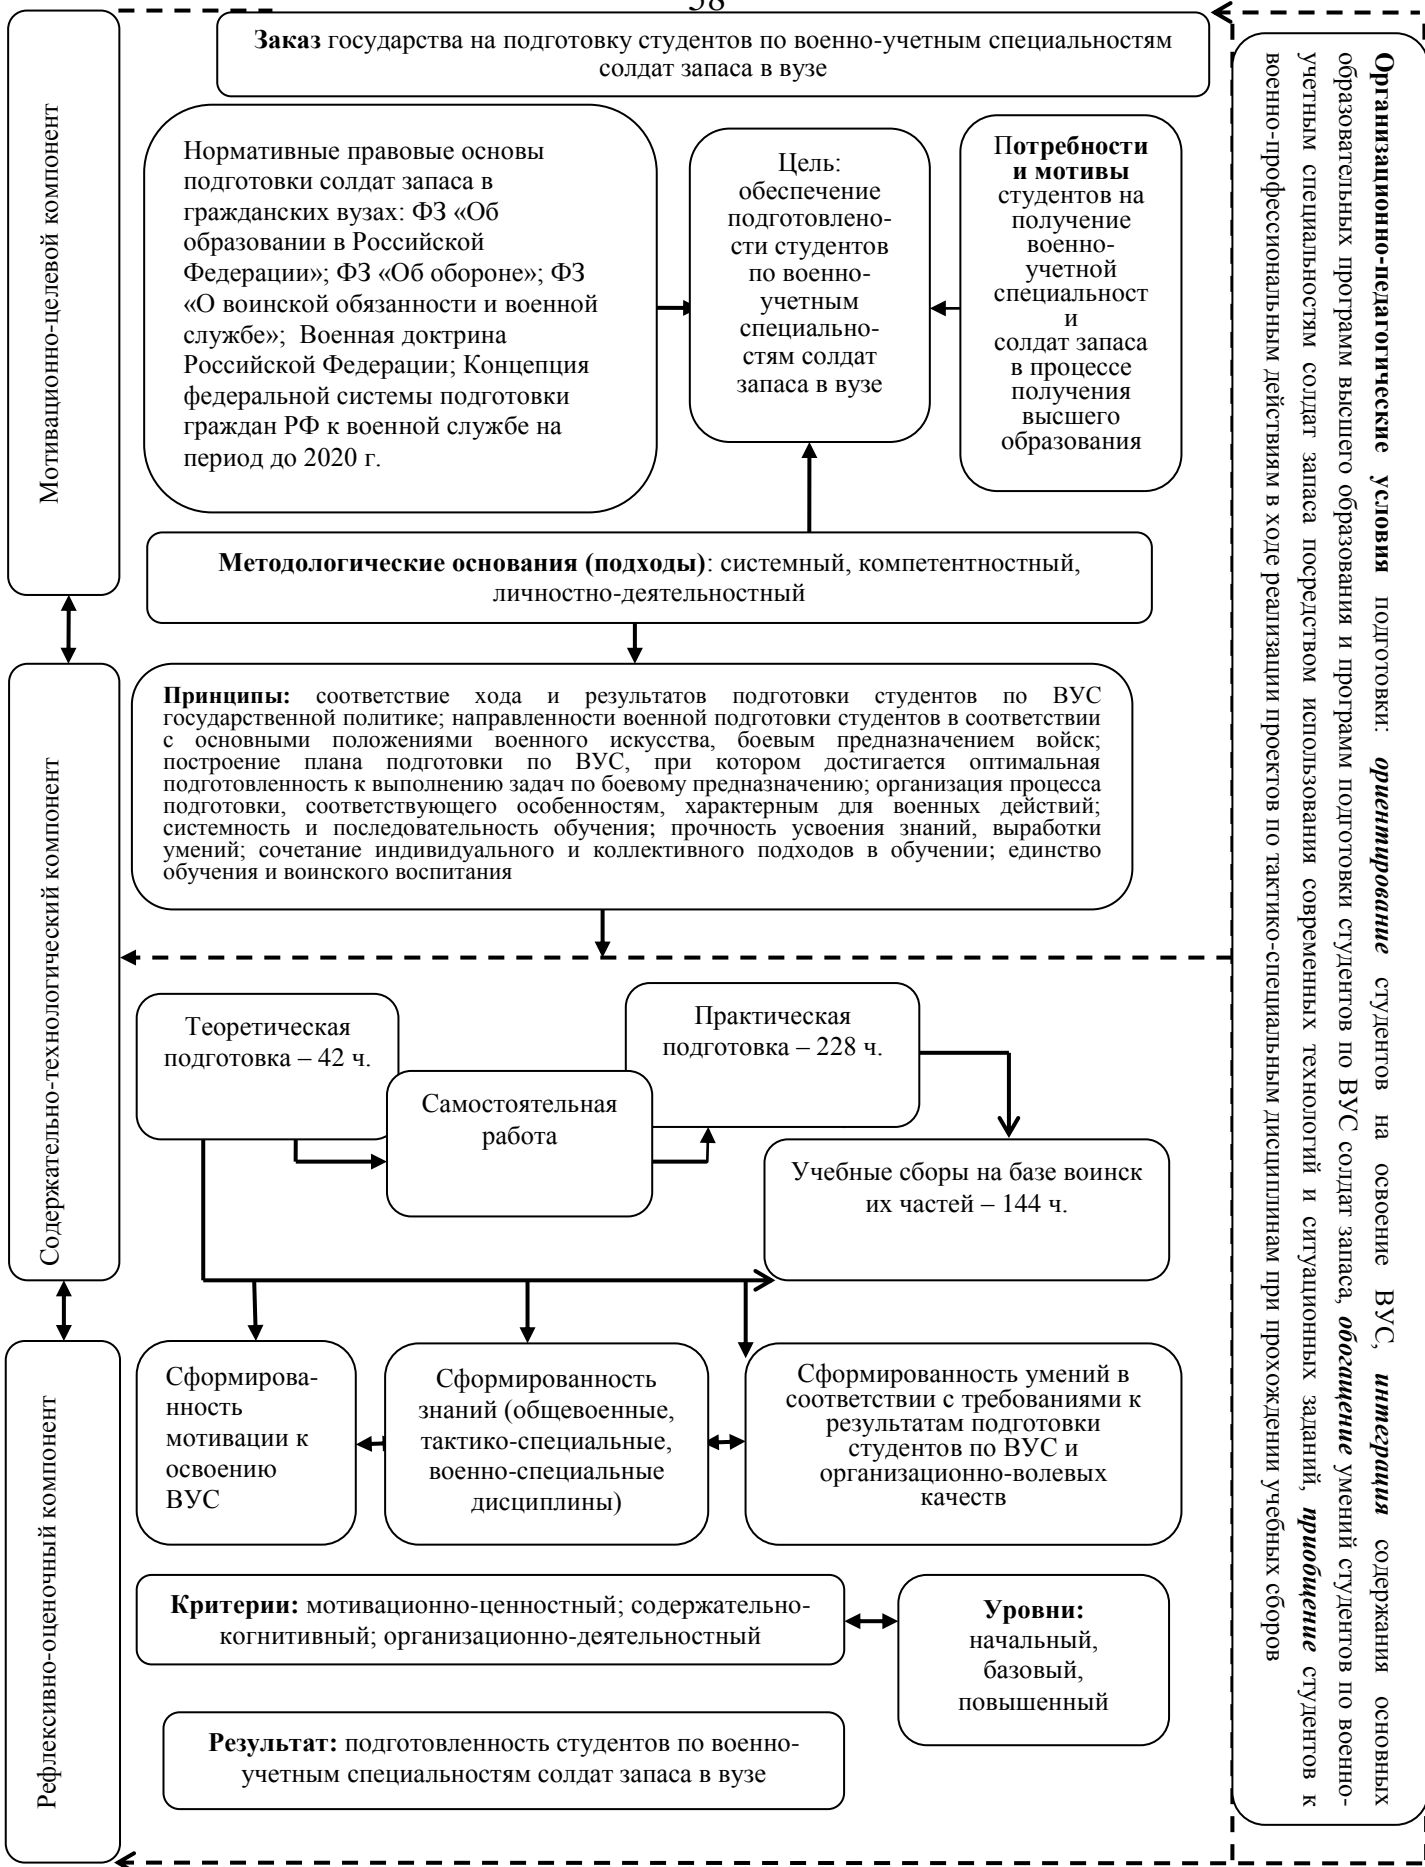 58
Заказ государства на подготовку студентов по военно-учетным специальностям
солдат запаса в вузе
Мотивационно-целевой компонент
Нормативные правовые основы
подготовки солдат запаса в
гражданских вузах: ФЗ «Об
образовании в Российской
Федерации»; ФЗ «Об обороне»; ФЗ
«О воинской обязанности и военной
службе»; Военная доктрина
Российской Федерации; Концепция
федеральной системы подготовки
граждан РФ к военной службе на
период до 2020 г.
Цель:
обеспечение
подготовлено-
сти студентов
по военно-
учетным
специально-
стям солдат
запаса в вузе
Потребности
и мотивы
студентов на
получение
военно-
учетной
специальност
и
солдат запаса
в процессе
получения
высшего
образования
Методологические основания (подходы): системный, компетентностный,
личностно-деятельностный
Содержательно-технологический компонент
Принципы: соответствие хода и результатов подготовки студентов по ВУС
государственной политике; направленности военной подготовки студентов в соответствии
с основными положениями военного искусства, боевым предназначением войск;
построение плана подготовки по ВУС, при котором достигается оптимальная
подготовленность к выполнению задач по боевому предназначению; организация процесса
подготовки, соответствующего особенностям, характерным для военных действий;
системность и последовательность обучения; прочность усвоения знаний, выработки
умений; сочетание индивидуального и коллективного подходов в обучении; единство
обучения и воинского воспитания
Теоретическая
подготовка – 42 ч.
Самостоятельная
работа
Практическая
подготовка – 228 ч.
Учебные сборы на базе воинск
их частей – 144 ч.
Рефлексивно-оценочный компонент
Сформирова-
нность
мотивации к
освоению
ВУС
Сформированность
знаний (общевоенные,
тактико-специальные,
военно-специальные
дисциплины)
Сформированность умений в
соответствии с требованиями к
результатам подготовки
студентов по ВУС и
организационно-волевых
качеств
Критерии: мотивационно-ценностный; содержательно-
когнитивный; организационно-деятельностный
Уровни:
начальный,
базовый,
повышенный
Результат: подготовленность студентов по военно-
учетным специальностям солдат запаса в вузе
Организационно-педагогические условия подготовки: ориентирование студентов на освоение ВУС, интеграция содержания основных
образовательных программ высшего образования и программ подготовки студентов по ВУС солдат запаса, обогащение умений студентов по военно-
учетным специальностям солдат запаса посредством использования современных технологий и ситуационных заданий, приобщение студентов к
военно-профессиональным действиям в ходе реализации проектов по тактико-специальным дисциплинам при прохождении учебных сборов